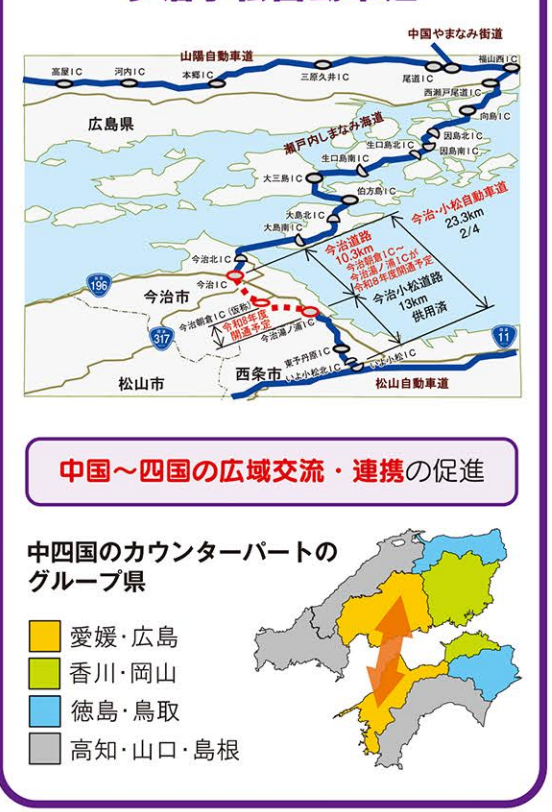 中国やまなみ街道
山陽自動車道
福山西IC
高屋IC
河内IC
本郷IC
三原久井IC
尾道IC
西瀬戸尾道IC
向島IC
広島県
瀬戸内しまなみ海道
因島北IC
因島南IC
生口島北IC
生口島南IC
大三島IC
伯方島IC
大島北IC
大島南IC
今治・小松自動車道
23.3km
2/4
今治道路
10.3km
今治朝倉IC～
今治湯ノ浦ICが
令和8年度開通予定
今治北IC
今治IC
196
今治市
今治小松道路
13km
供用済
今治朝倉IC(仮称)
令和8年度
開通予定
今治湯ノ浦IC
国道
317
国道
11
東予丹原IC
いよ小松北IC
いよ小松IC
西条市
松山市
松山自動車道
中国～四国の広域交流・連携の促進
中四国のカウンターパートの
グループ県
愛媛・広島
香川・岡山
徳島・鳥取
高知・山口・島根